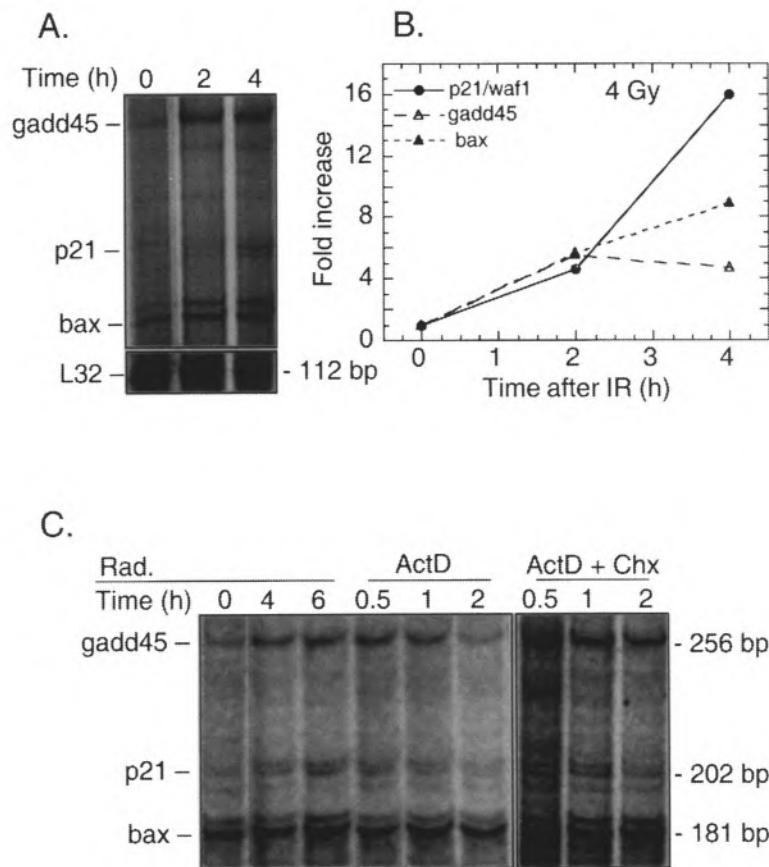 A.
Time (h) 0 2 4
gadd45 –
p21 –
bax –
L32 – - 112 bp
B.
p21/waf1
gadd45
bax
4 Gy
Fold increase
16
12
8
4
0
0 1 2 3 4
Time after IR (h)
C.
Rad. ActD ActD + Chx
Time (h) 0 4 6 0.5 1 2 0.5 1 2
gadd45 – - 256 bp
p21 – - 202 bp
bax – - 181 bp